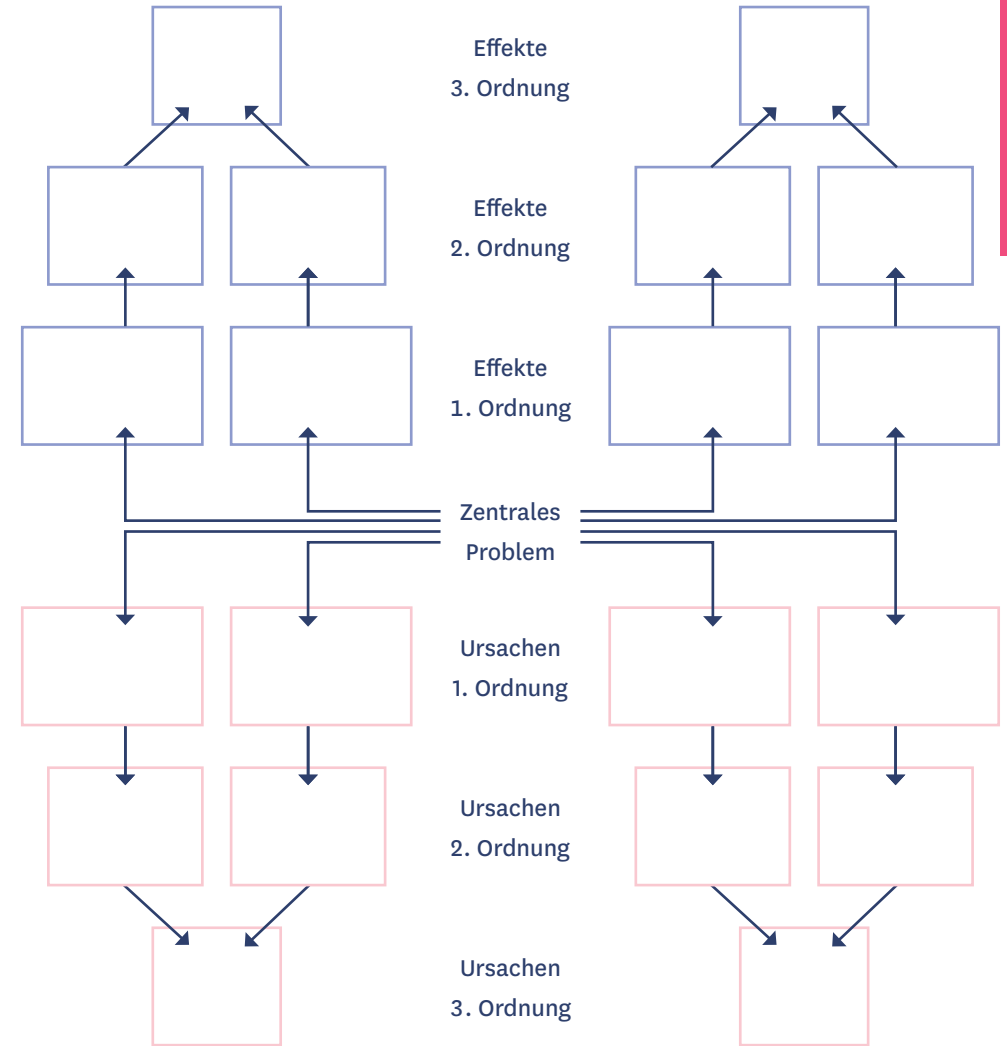 Effekte
3. Ordnung
Effekte
2. Ordnung
Effekte
1. Ordnung
Zentrales
Problem
Ursachen
1. Ordnung
Ursachen
2. Ordnung
Ursachen
3. Ordnung